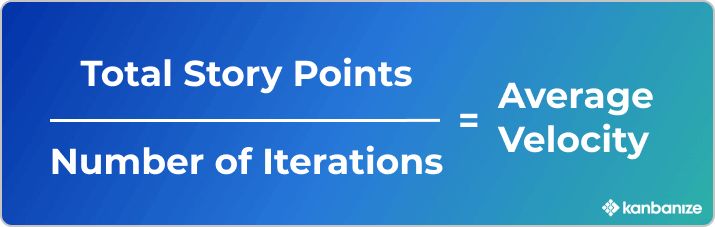 Total Story Points
Number of Iterations
=
Average
Velocity
kanbanize